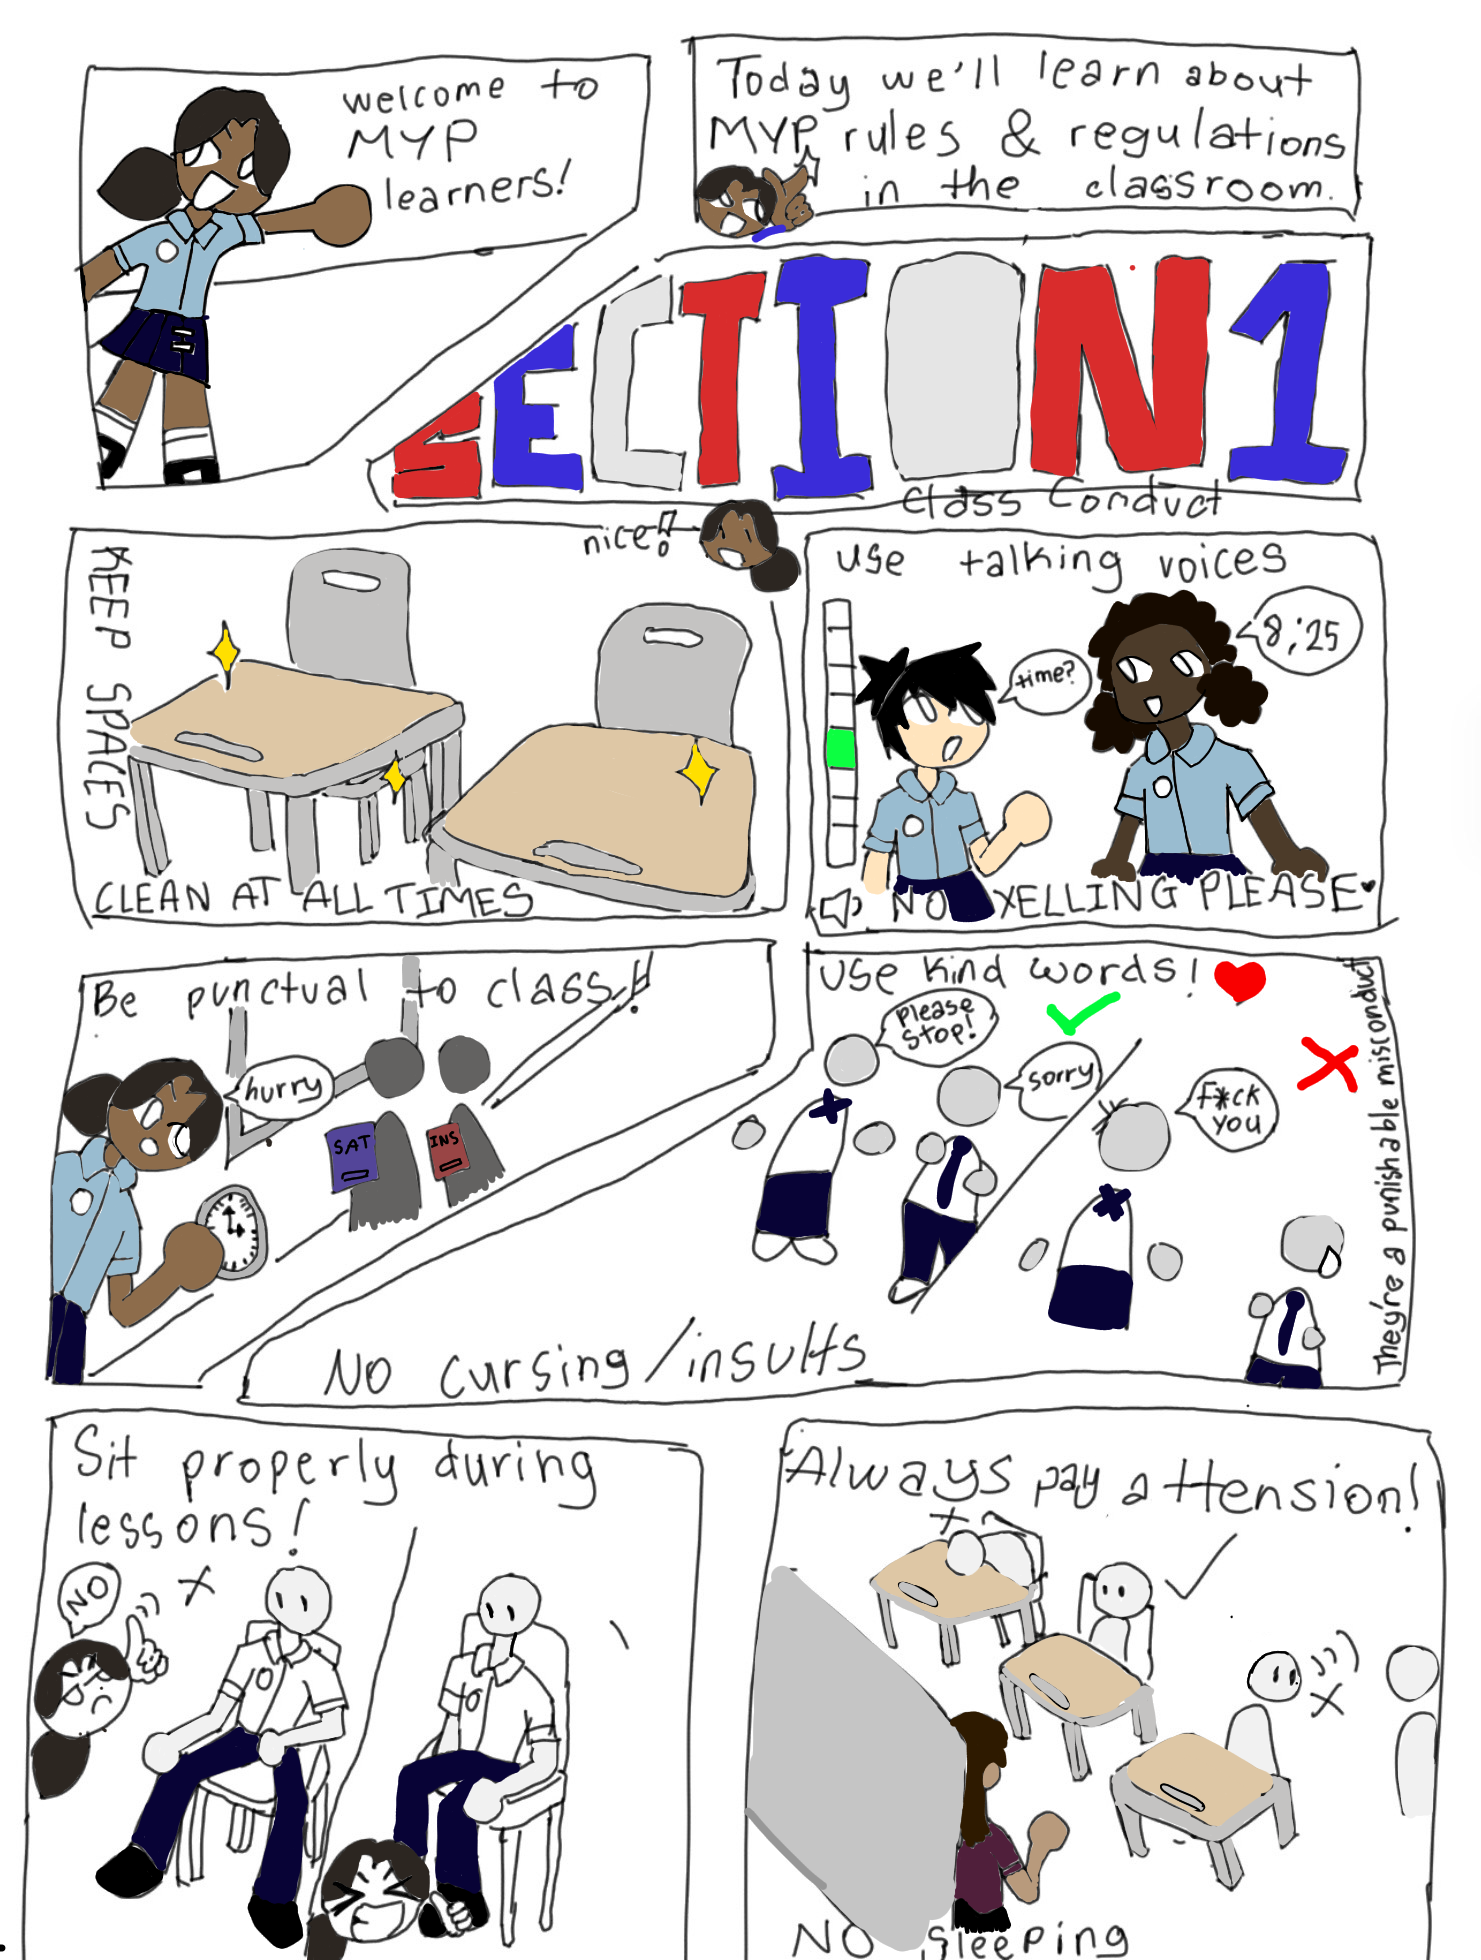 welcome to
MYP
learners!
Today we'll learn about
MYP rules & regulations
in the classroom.
SECTION 1
Class Conduct
nice!
KEEP SPACES
CLEAN AT ALL TIMES
use talking voices
time?
8:25
NO YELLING PLEASE
Be punctual to class!!
hurry
SAT
INS
Use kind words!
please
stop!
sorry
F*ck
you
They're a punishable misconduct
No cursing/insults
Sit properly during
lessons!
NO
Always pay attension!
NO sleeping